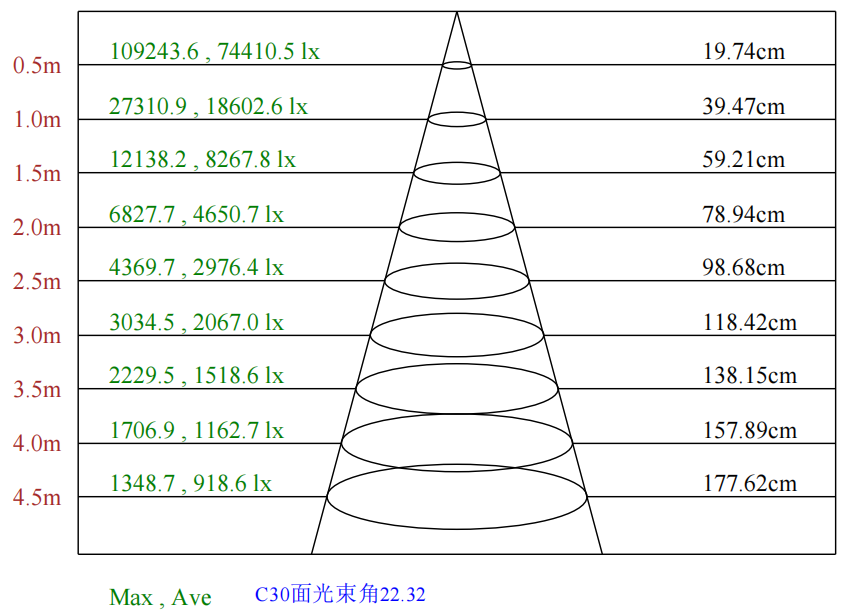 109243.6 , 74410.5 lx 19.74cm
0.5m
27310.9 , 18602.6 lx 39.47cm
1.0m
12138.2 , 8267.8 lx 59.21cm
1.5m
6827.7 , 4650.7 lx 78.94cm
2.0m
4369.7 , 2976.4 lx 98.68cm
2.5m
3034.5 , 2067.0 lx 118.42cm
3.0m
2229.5 , 1518.6 lx 138.15cm
3.5m
1706.9 , 1162.7 lx 157.89cm
4.0m
1348.7 , 918.6 lx 177.62cm
4.5m
Max , Ave C30面光束角22.32